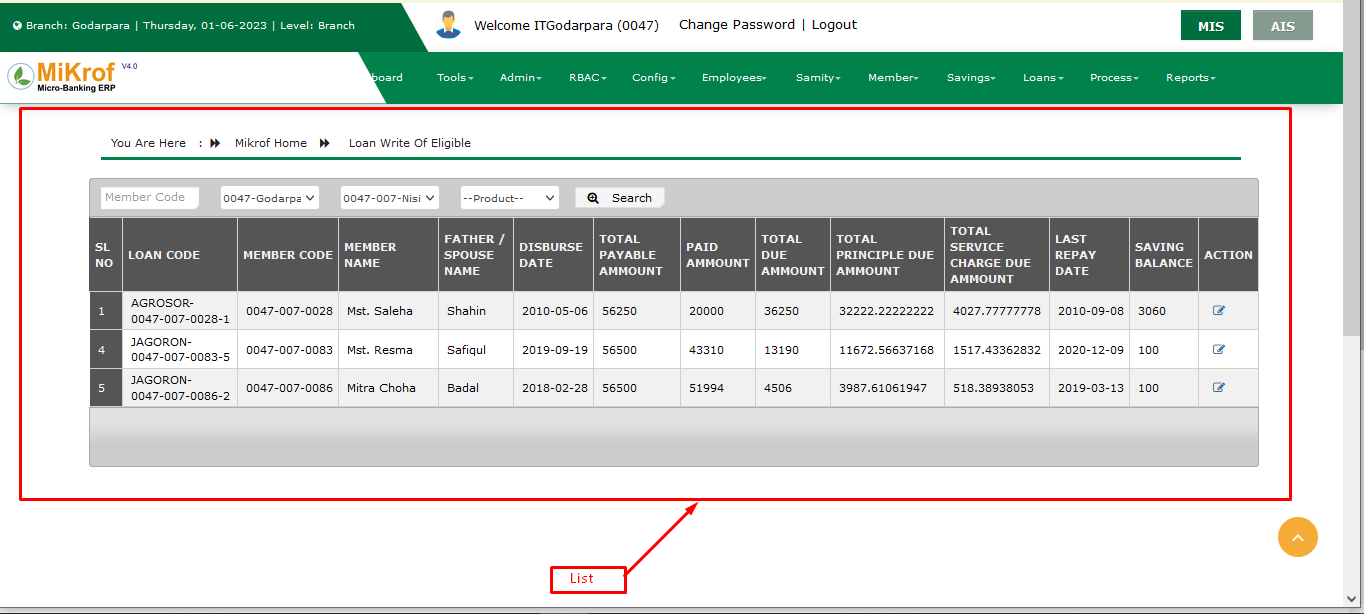 Branch: Godarpara | Thursday, 01-06-2023 | Level: Branch
Welcome ITGodarpara (0047) Change Password | Logout
MIS AIS
MiKrof V4.0
Micro-Banking ERP
board Tools Admin RBAC Config Employees Samity Member Savings Loans Process Reports
You Are Here : Mikrof Home Loan Write Of Eligible
Member Code 0047-Godarpa 0047-007-Nisi --Product-- Search
SL NO LOAN CODE MEMBER CODE MEMBER NAME FATHER / SPOUSE NAME DISBURSE DATE TOTAL PAYABLE AMMOUNT PAID AMMOUNT TOTAL DUE AMMOUNT TOTAL PRINCIPLE DUE AMMOUNT TOTAL SERVICE CHARGE DUE AMMOUNT LAST REPAY DATE SAVING BALANCE ACTION
1 AGROSOR-0047-007-0028-1 0047-007-0028 Mst. Saleha Shahin 2010-05-06 56250 20000 36250 32222.22222222 4027.77777778 2010-09-08 3060
4 JAGORON-0047-007-0083-5 0047-007-0083 Mst. Resma Safiqul 2019-09-19 56500 43310 13190 11672.56637168 1517.43362832 2020-12-09 100
5 JAGORON-0047-007-0086-2 0047-007-0086 Mitra Choha Badal 2018-02-28 56500 51994 4506 3987.61061947 518.38938053 2019-03-13 100
List